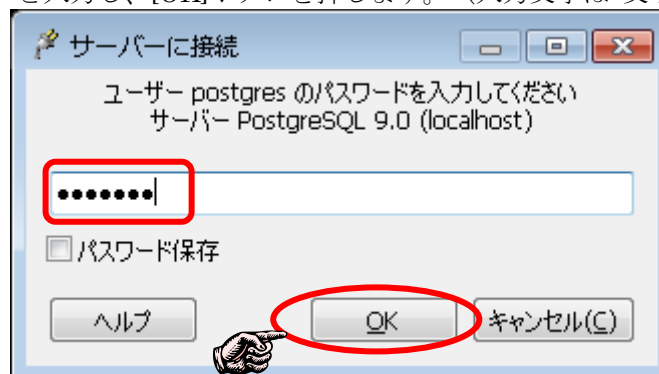 サーバーに接続
ユーザー postgres のパスワードを入力してください
サーバー PostgreSQL 9.0 (localhost)
•••••••
パスワード保存
ヘルプ
OK
キャンセル(C)